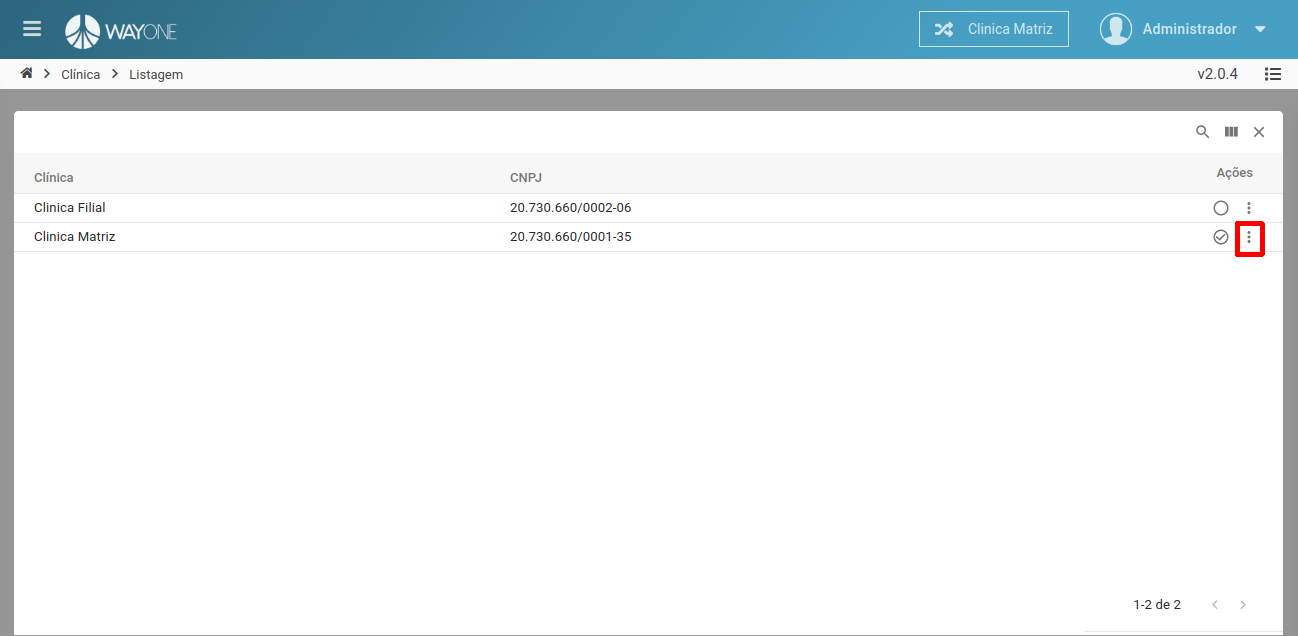 WAYONE
Clinica Matriz
Administrador
Clínica
Listagem
v2.0.4
Clínica CNPJ Ações
Clinica Filial 20.730.660/0002-06
Clinica Matriz 20.730.660/0001-35
1-2 de 2